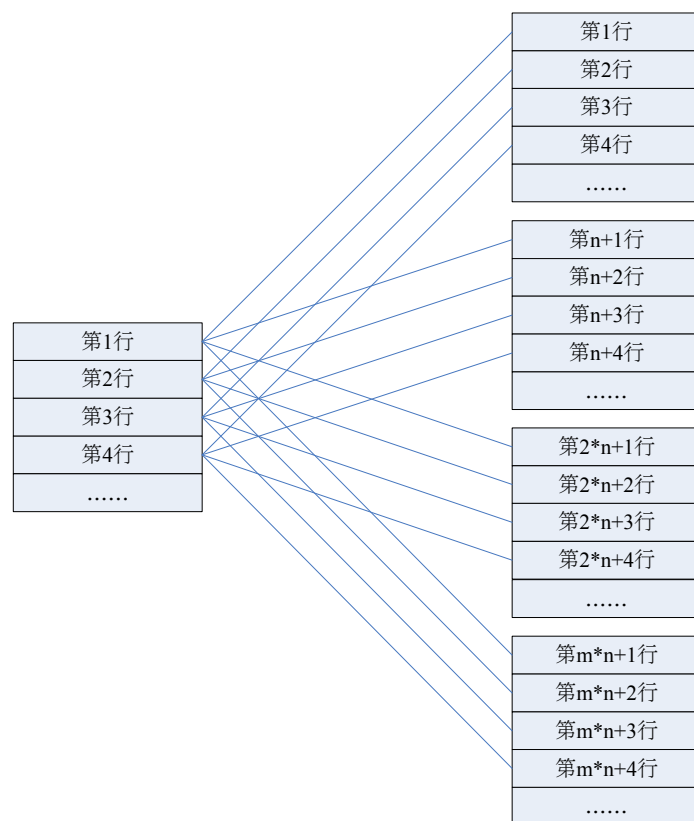 第1行
第2行
第3行
第4行
……
第1行
第2行
第3行
第4行
……
第n+1行
第n+2行
第n+3行
第n+4行
……
第2*n+1行
第2*n+2行
第2*n+3行
第2*n+4行
……
第m*n+1行
第m*n+2行
第m*n+3行
第m*n+4行
……